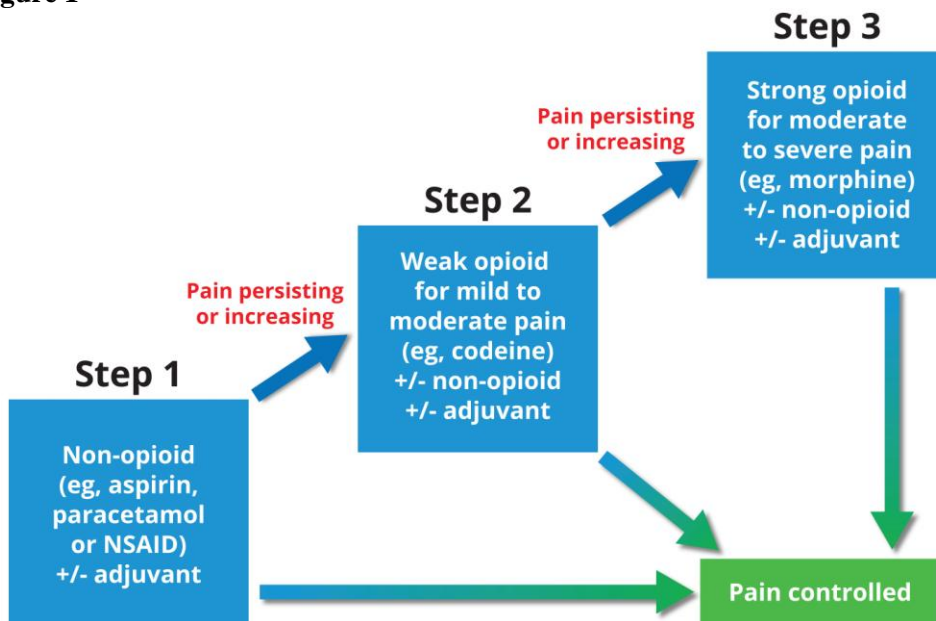 Step 1
Non-opioid
(eg, aspirin,
paracetamol
or NSAID)
+/- adjuvant
Pain persisting
or increasing
Step 2
Weak opioid
for mild to
moderate pain
(eg, codeine)
+/- non-opioid
+/- adjuvant
Pain persisting
or increasing
Step 3
Strong opioid
for moderate
to severe pain
(eg, morphine)
+/- non-opioid
+/- adjuvant
Pain controlled